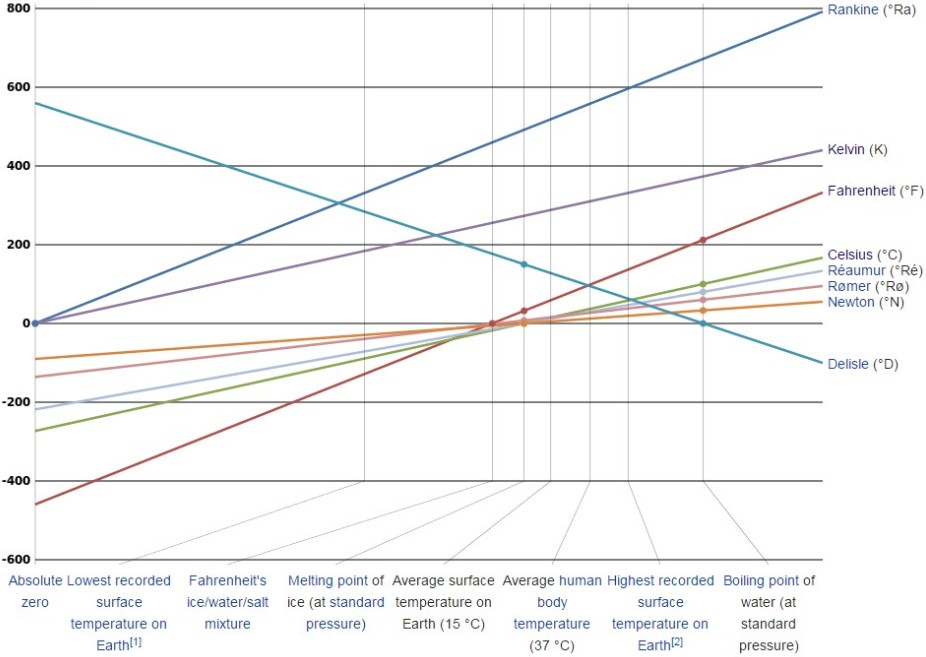 800
Rankine (°Ra)
600
400
Kelvin (K)
Fahrenheit (°F)
200
Celsius (°C)
Réaumur (°Ré)
Rømer (°Rø)
Newton (°N)
0
Delisle (°D)
-200
-400
-600
Absolute
zero
Lowest recorded
surface
temperature on
Earth[1]
Fahrenheit's
ice/water/salt
mixture
Melting point of
ice (at standard
pressure)
Average surface
temperature on
Earth (15 °C)
Average human
body
temperature
(37 °C)
Highest recorded
surface
temperature on
Earth[2]
Boiling point of
water (at
standard
pressure)